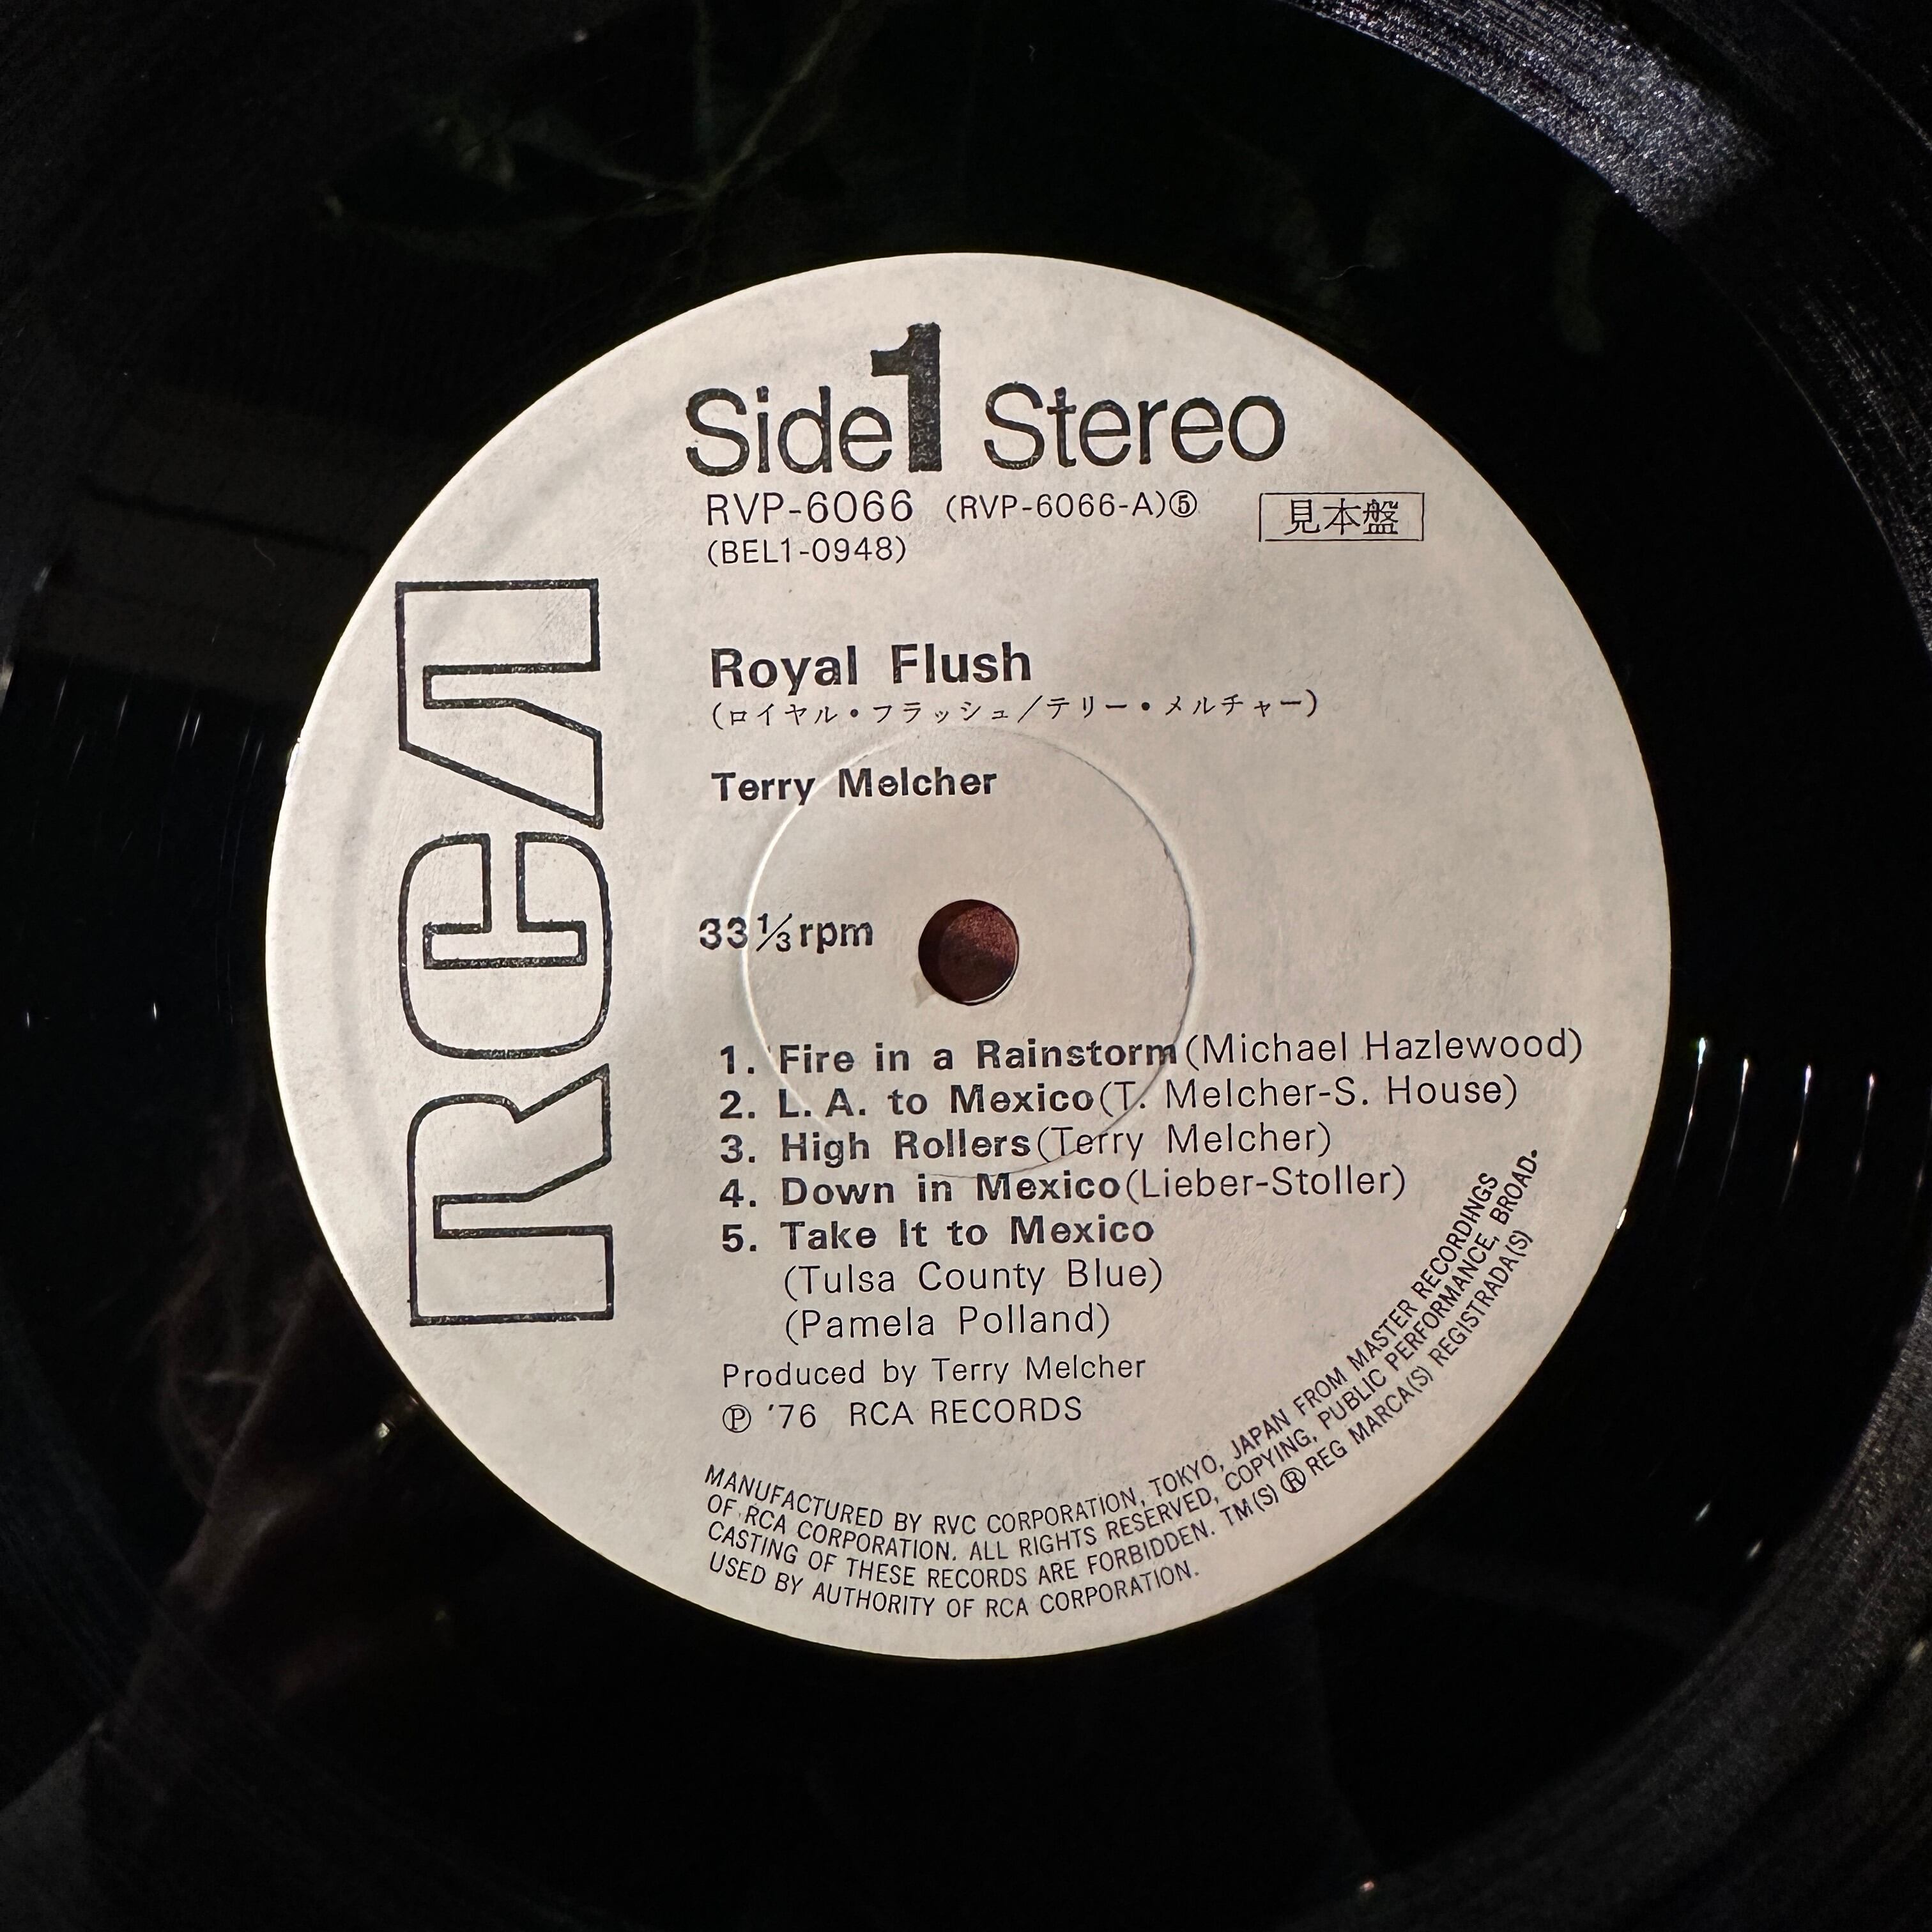 Side 1 Stereo
RVP-6066 (RVP-6066-A)⑤
見本盤
(BEL1-0948)
RCA
Royal Flush
(ロイヤル・フラッシュ/テリー・メルチャー)
Terry Melcher
33 1/3 rpm
1. Fire in a Rainstorm(Michael Hazlewood)
2. L. A. to Mexico(T. Melcher-S. House)
3. High Rollers(Terry Melcher)
4. Down in Mexico(Lieber-Stoller)
5. Take It to Mexico
(Tulsa County Blue)
(Pamela Polland)
Produced by Terry Melcher
Ⓟ '76 RCA RECORDS
MANUFACTURED BY RVC CORPORATION, TOKYO, JAPAN FROM MASTER RECORDINGS
OF RCA CORPORATION. ALL RIGHTS RESERVED, COPYING, PUBLIC PERFORMANCE, BROAD-
CASTING OF THESE RECORDS ARE FORBIDDEN. TM(S) ® REG MARCA(S) REGISTRADA(S)
USED BY AUTHORITY OF RCA CORPORATION.